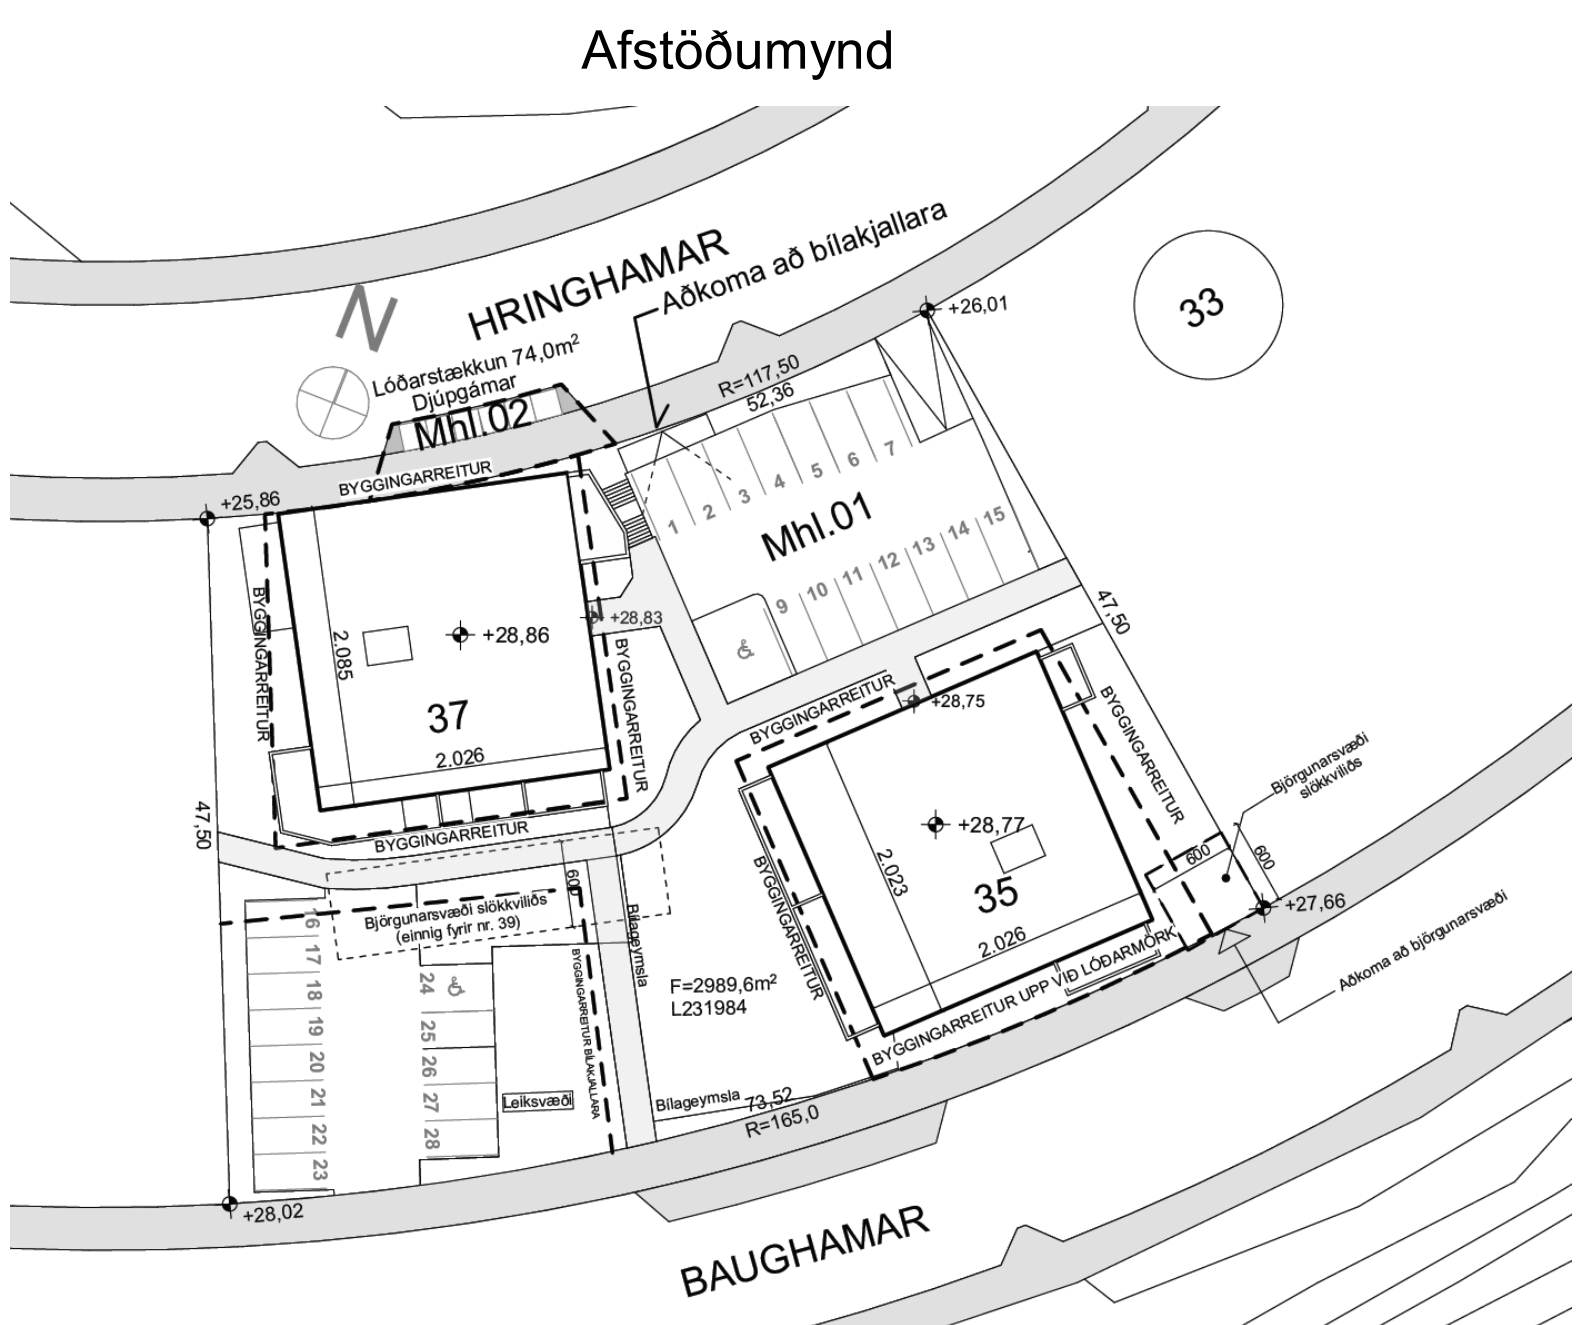 Afstöðumynd
HRINGHAMAR
Aðkoma að bílakjallara
33
N
+26,01
Lóðarstækkun 74,0m²
Djúpgámar
Mhl.02
R=117,50
52,36
BYGGINGARREITUR
+25,86
1
2
3
4
5
6
7
Mhl.01
9
10
11
12
13
14
15
BYGGINGARREITUR
2.085
+28,86
+28,83
BYGGINGARREITUR
37
2.026
47,50
47,50
BYGGINGARREITUR
+28,75
BYGGINGARREITUR
Björgunarsvæði
slökkviliðs
BYGGINGARREITUR
600
Björgunarsvæði slökkviliðs
(einnig fyrir nr. 39)
Bílageymsla
BYGGINGARREITUR
2.023
+28,77
35
2.026
600
600
+27,66
Aðkoma að björgunarsvæði
BYGGINGARREITUR UPP VIÐ LÓÐARMÖRK
16
17
18
19
20
21
22
23
24
25
26
27
28
BYGGINGARREITUR BÍLAKJALLARA
F=2989,6m²
L231984
Leiksvæði
Bílageymsla
73,52
R=165,0
+28,02
BAUGHAMAR